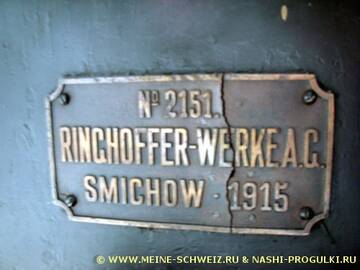 Nº 2151.
RINGHOFFER-WERKE A.G.
SMICHOW - 1915
© WWW.MEINE-SCHWEIZ.RU & NASHI-PROGULKI.RU